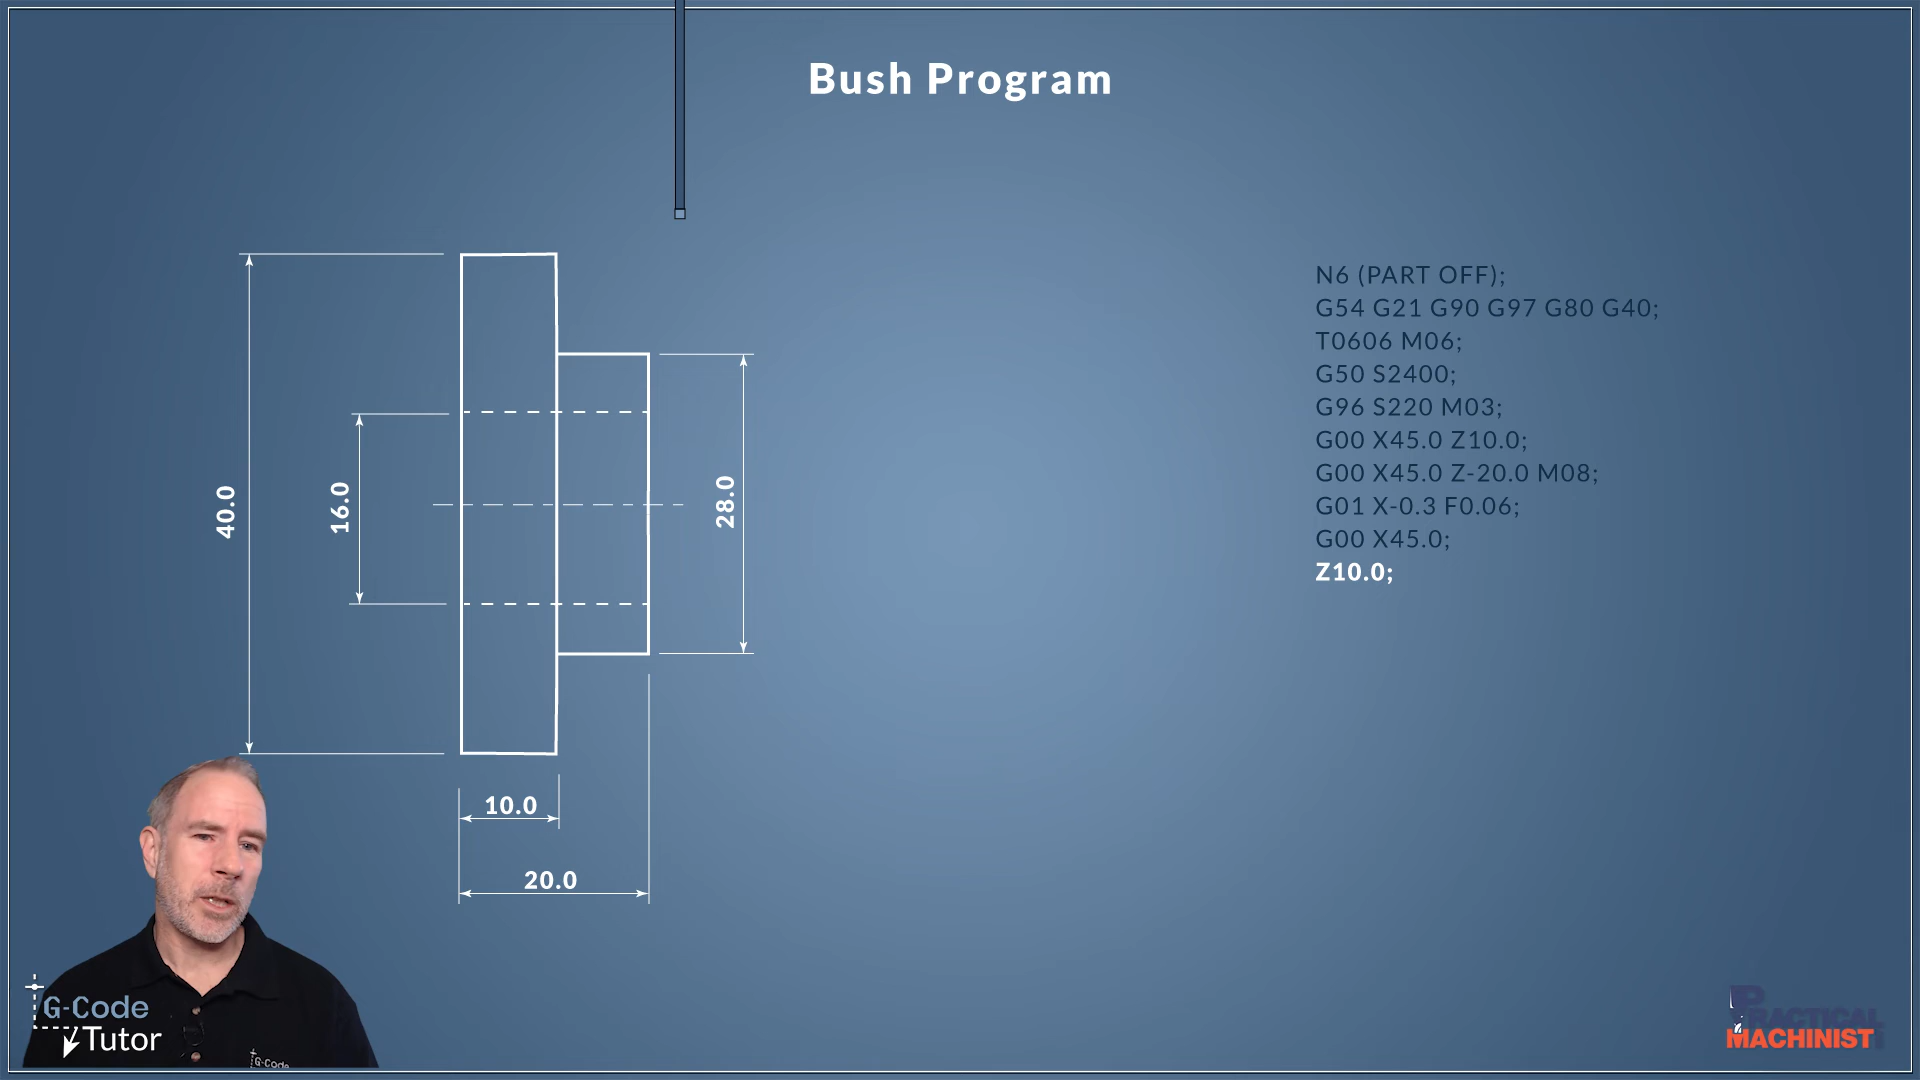 Bush Program
N6 (PART OFF);
G54 G21 G90 G97 G80 G40;
T0606 M06;
G50 S2400;
G96 S220 M03;
G00 X45.0 Z10.0;
G00 X45.0 Z-20.0 M08;
G01 X-0.3 F0.06;
G00 X45.0;
Z10.0;
40.0
16.0
28.0
10.0
20.0
G-Code
Tutor
G-Code
PRACTICAL
MACHINIST